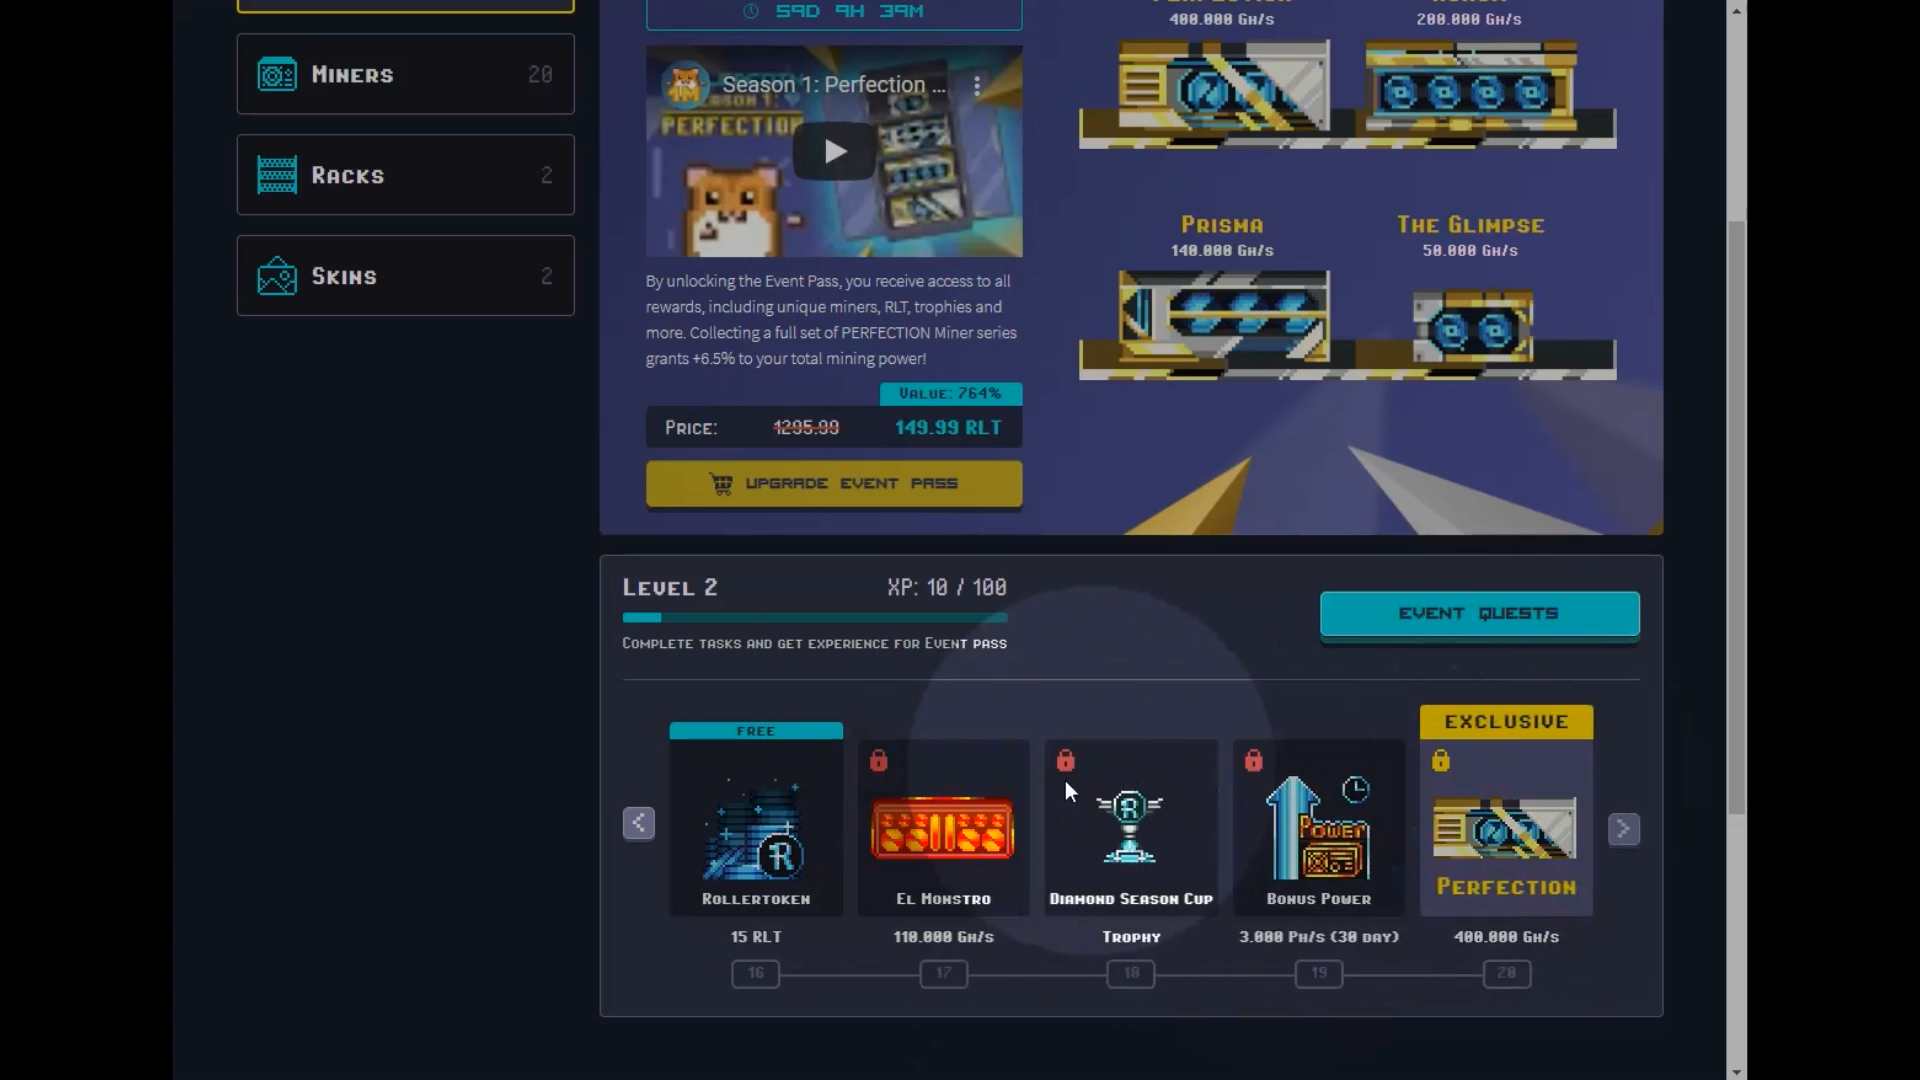 59D 9H 39M
Season 1: Perfection ...
PERFECTION
By unlocking the Event Pass, you receive access to all
rewards, including unique miners, RLT, trophies and
more. Collecting a full set of PERFECTION Miner series
grants +6.5% to your total mining power!
Value: 764%
Price: 1295.99 149.99 RLT
UPGRADE EVENT PASS
Miners 20
Racks 2
Skins 2
400.000 Gh/s
200.000 Gh/s
Prisma
140.000 Gh/s
The Glimpse
50.000 Gh/s
Level 2
XP: 10 / 100
Complete tasks and get experience for Event pass
EVENT QUESTS
FREE
Rollertoken
15 RLT
16
El Monstro
110.000 Gh/s
17
R
Diamond Season Cup
Trophy
18
Power
Bonus Power
3.000 Ph/s (30 day)
19
EXCLUSIVE
Perfection
400.000 Gh/s
20